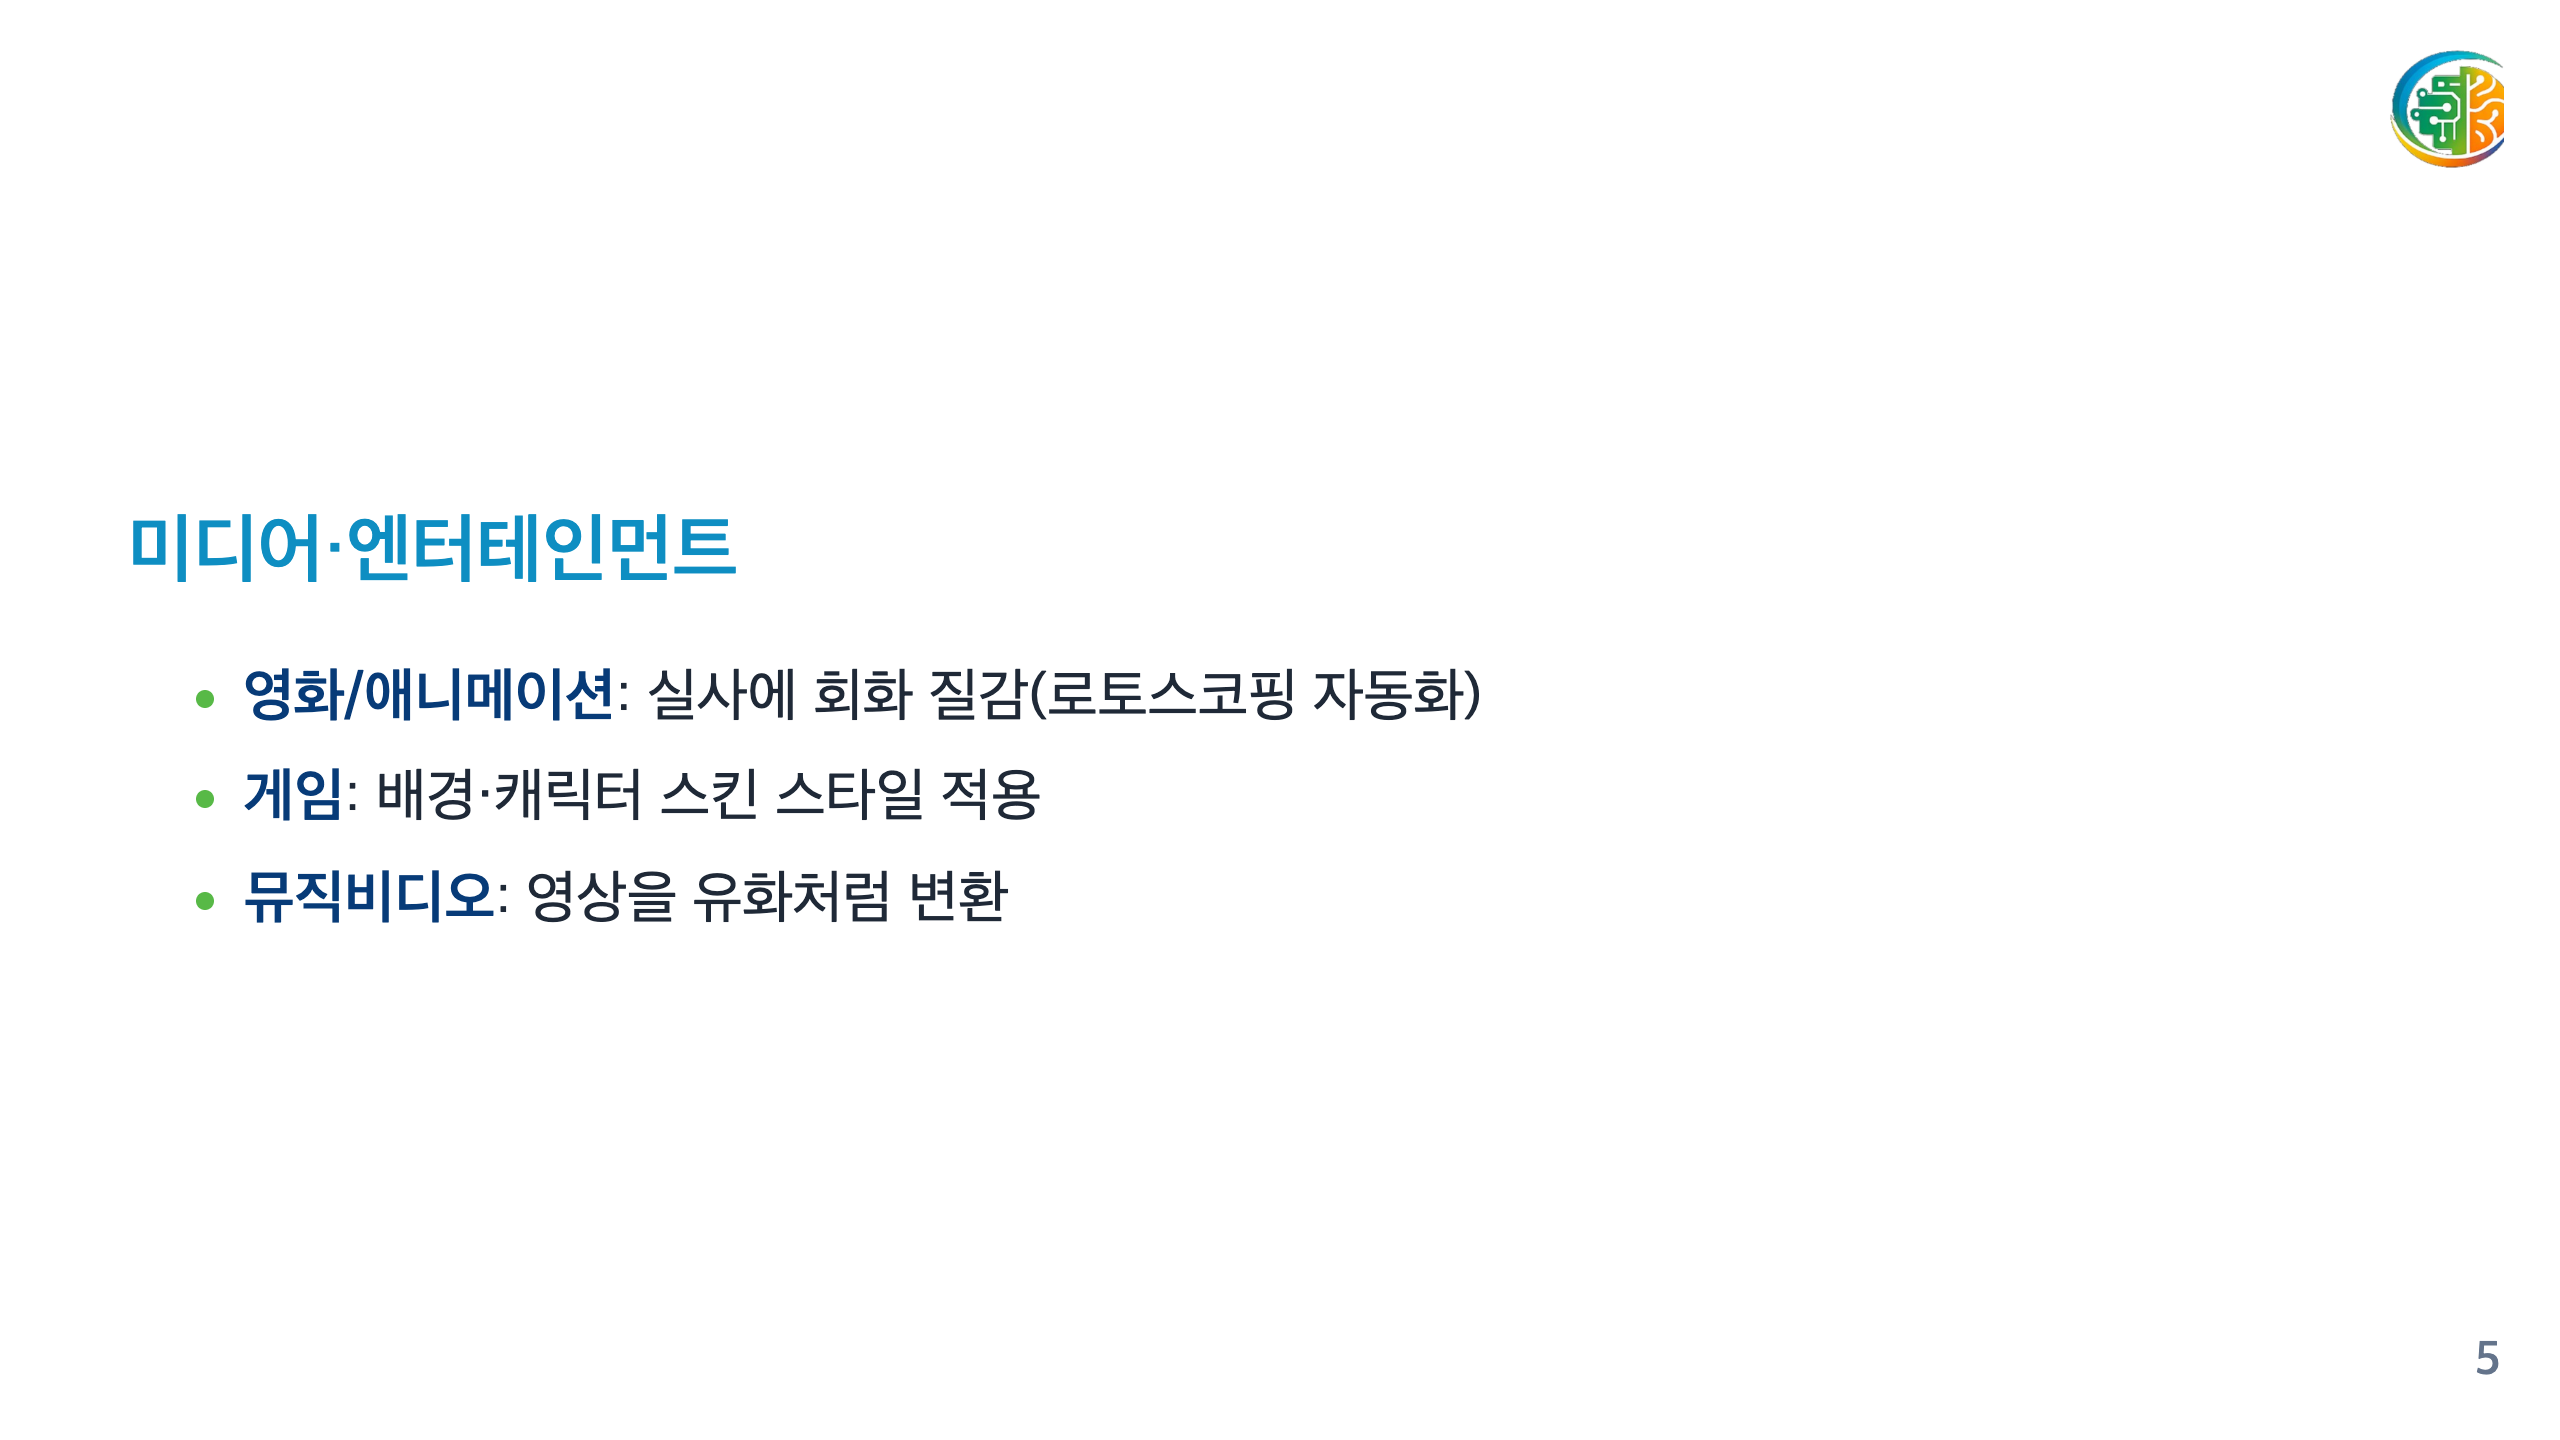 미디어·엔터테인먼트
영화/애니메이션: 실사에 회화 질감(로토스코핑 자동화)
게임: 배경·캐릭터 스킨 스타일 적용
뮤직비디오: 영상을 유화처럼 변환
5